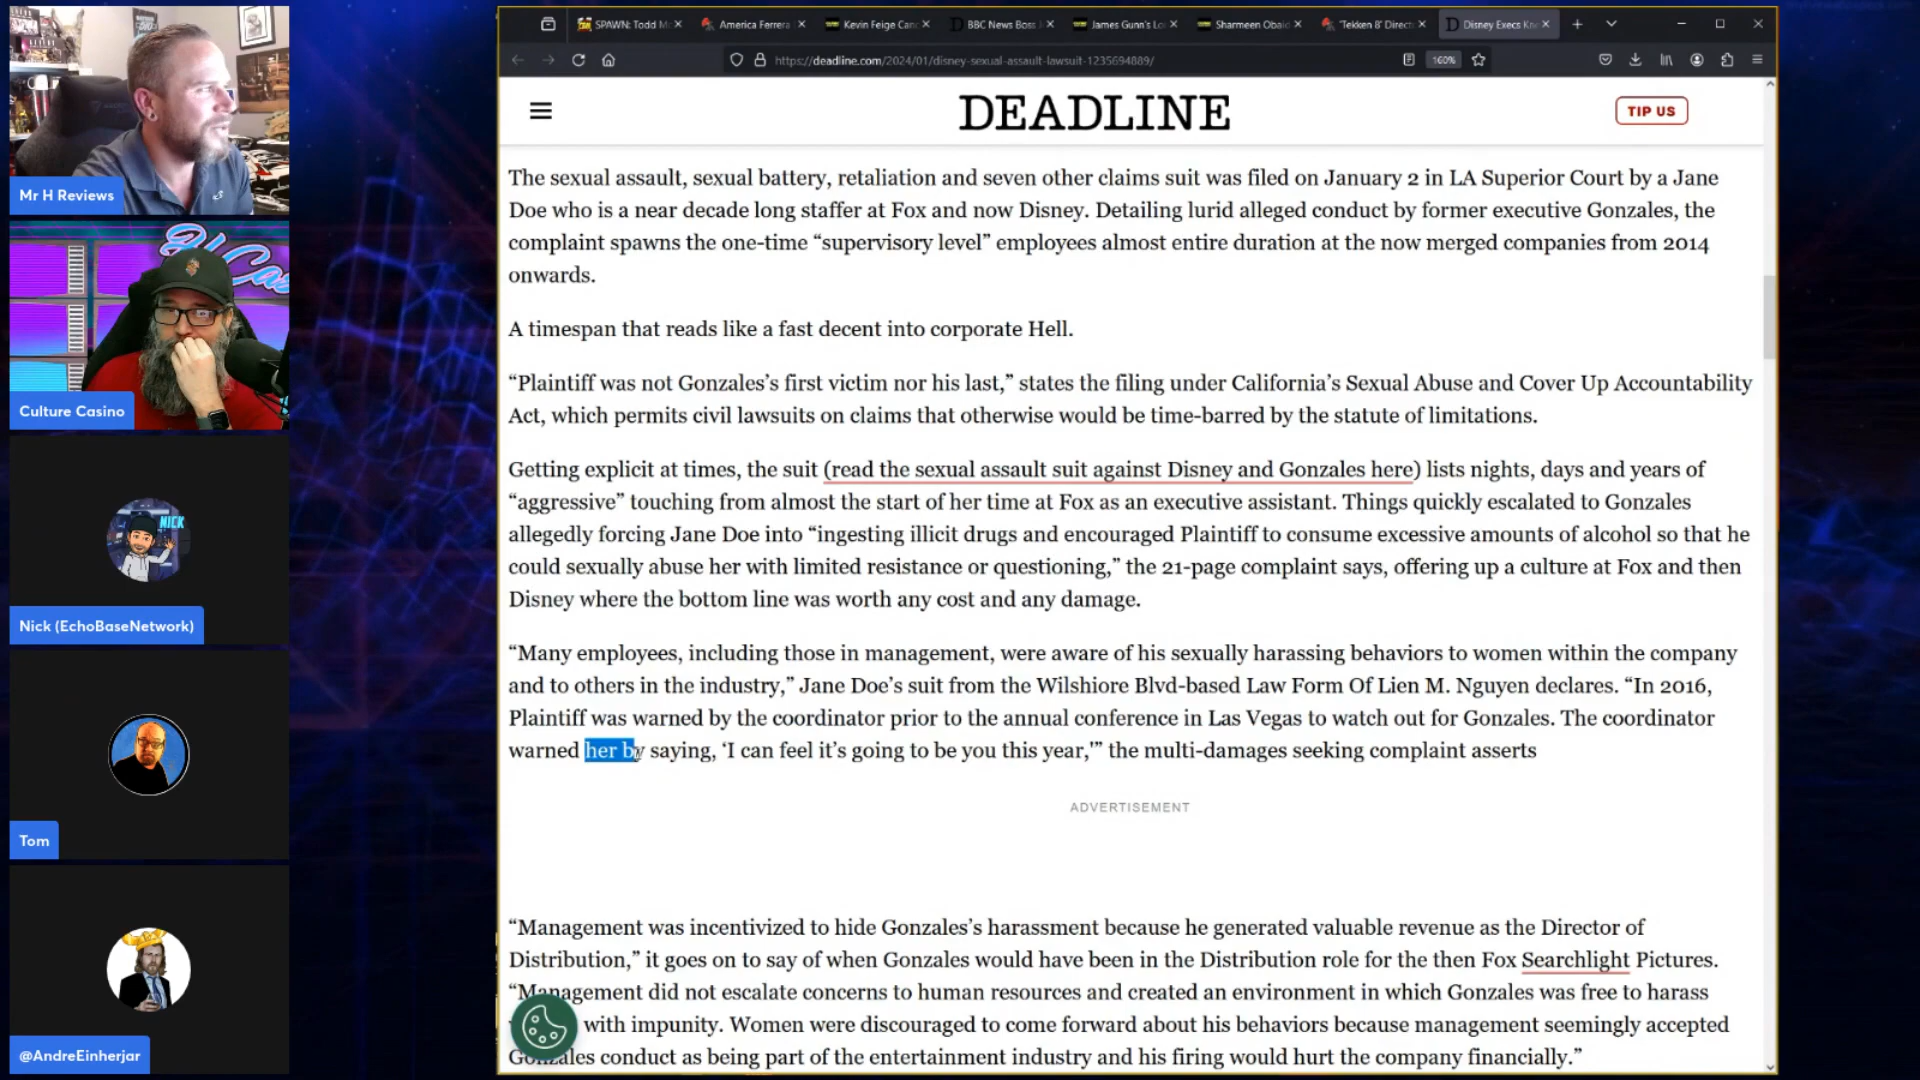 SPAWN: Todd M
America Ferrera
Kevin Feige Canc
BBC News Boss J
James Gunn's Lo
Sharmeen Obaid
'Tekken 8' Direct
Disney Execs Kn
https://deadline.com/2024/01/disney-sexual-assault-lawsuit-1235694889/
160%
DEADLINE
TIP US
The sexual assault, sexual battery, retaliation and seven other claims suit was filed on January 2 in LA Superior Court by a Jane
Doe who is a near decade long staffer at Fox and now Disney. Detailing lurid alleged conduct by former executive Gonzales, the
complaint spawns the one-time “supervisory level” employees almost entire duration at the now merged companies from 2014
onwards.
A timespan that reads like a fast decent into corporate Hell.
“Plaintiff was not Gonzales’s first victim nor his last,” states the filing under California’s Sexual Abuse and Cover Up Accountability
Act, which permits civil lawsuits on claims that otherwise would be time-barred by the statute of limitations.
Getting explicit at times, the suit (read the sexual assault suit against Disney and Gonzales here) lists nights, days and years of
“aggressive” touching from almost the start of her time at Fox as an executive assistant. Things quickly escalated to Gonzales
allegedly forcing Jane Doe into “ingesting illicit drugs and encouraged Plaintiff to consume excessive amounts of alcohol so that he
could sexually abuse her with limited resistance or questioning,” the 21-page complaint says, offering up a culture at Fox and then
Disney where the bottom line was worth any cost and any damage.
“Many employees, including those in management, were aware of his sexually harassing behaviors to women within the company
and to others in the industry,” Jane Doe’s suit from the Wilshiore Blvd-based Law Form Of Lien M. Nguyen declares. “In 2016,
Plaintiff was warned by the coordinator prior to the annual conference in Las Vegas to watch out for Gonzales. The coordinator
warned her by saying, ‘I can feel it’s going to be you this year,’” the multi-damages seeking complaint asserts
ADVERTISEMENT
“Management was incentivized to hide Gonzales’s harassment because he generated valuable revenue as the Director of
Distribution,” it goes on to say of when Gonzales would have been in the Distribution role for the then Fox Searchlight Pictures.
“Management did not escalate concerns to human resources and created an environment in which Gonzales was free to harass
with impunity. Women were discouraged to come forward about his behaviors because management seemingly accepted
Gonzales conduct as being part of the entertainment industry and his firing would hurt the company financially.”
Mr H Reviews
Culture Casino
NICK
Nick (EchoBaseNetwork)
Tom
@AndreEinherjar